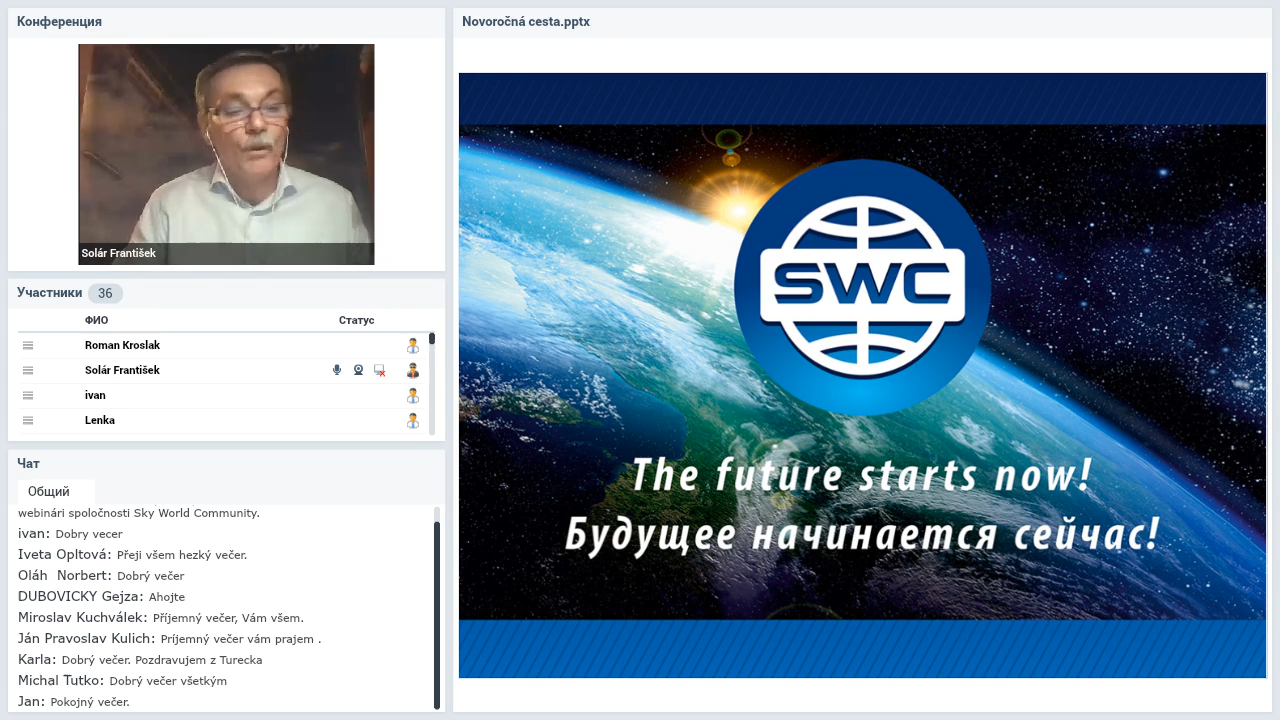 Конференция
Solár František
Участники 36
ФИО Статус
Roman Kroslak
Solár František
ivan
Lenka
Чат
Общий
webinári spoločnosti Sky World Community.
ivan: Dobry vecer
Iveta Opltová: Přeji všem hezký večer.
Oláh Norbert: Dobrý večer
DUBOVICKY Gejza: Ahojte
Miroslav Kuchválek: Příjemný večer, Vám všem.
Ján Pravoslav Kulich: Príjemný večer vám prajem .
Karla: Dobrý večer. Pozdravujem z Turecka
Michal Tutko: Dobrý večer všetkým
Jan: Pokojný večer.
Novoročná cesta.pptx
SWC
The future starts now!
Будущее начинается сейчас!